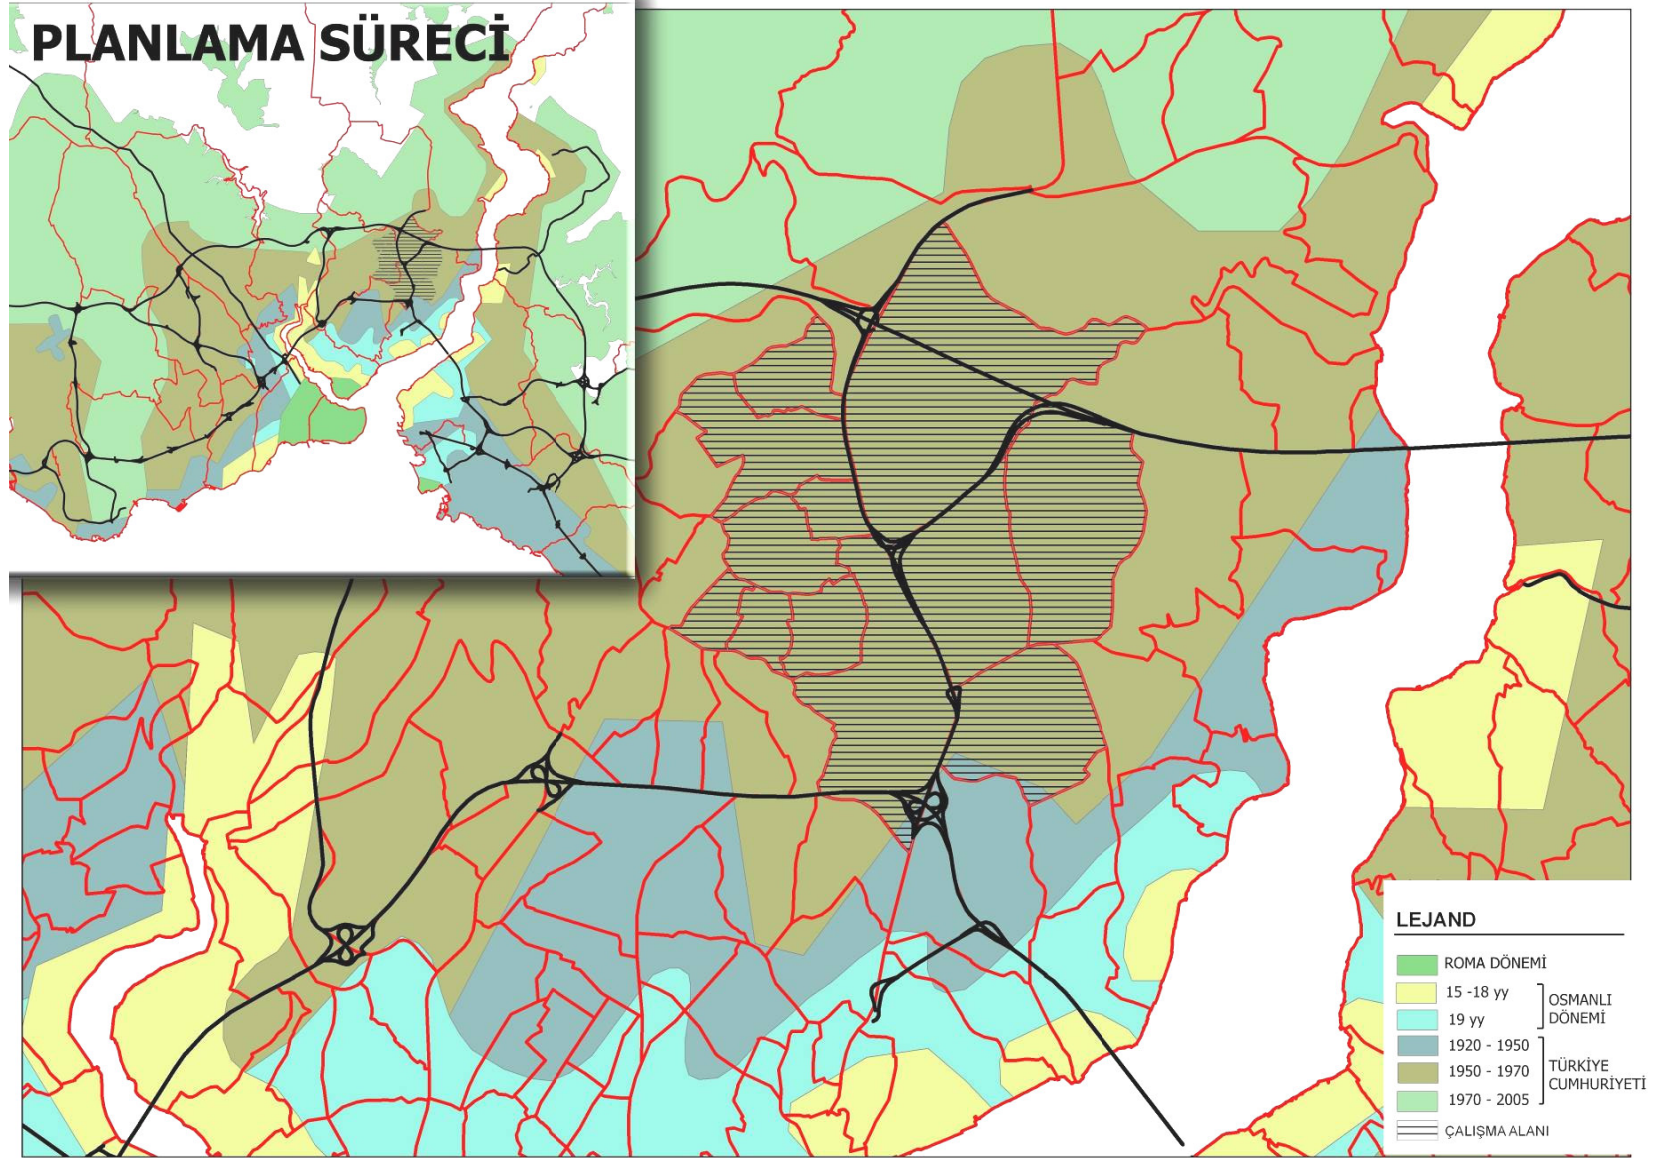 PLANLAMA SÜRECİ
LEJAND
ROMA DÖNEMİ
15 -18 yy
19 yy
OSMANLI
DÖNEMİ
1920 - 1950
1950 - 1970
1970 - 2005
TÜRKİYE
CUMHURİYETİ
ÇALIŞMA ALANI